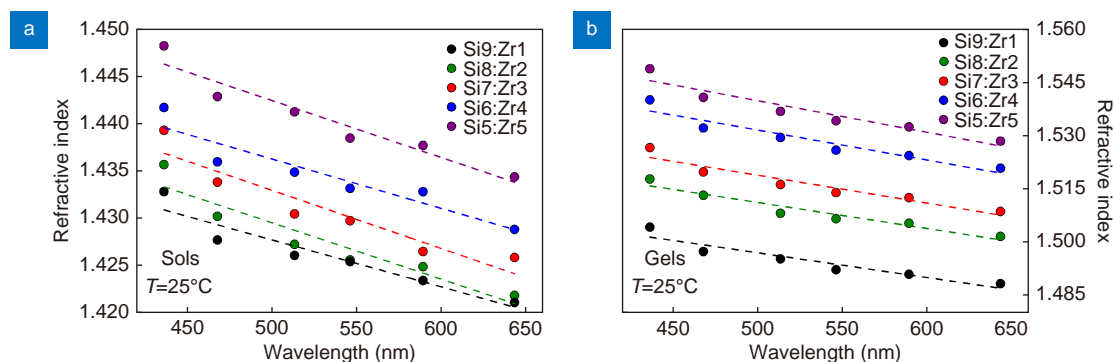 a
1.450
1.445
1.440
1.435
1.430
1.425
1.420
Refractive index
Si9:Zr1
Si8:Zr2
Si7:Zr3
Si6:Zr4
Si5:Zr5
Sols
T=25°C
450 500 550 600 650
Wavelength (nm)
b
Si9:Zr1
Si8:Zr2
Si7:Zr3
Si6:Zr4
Si5:Zr5
Gels
T=25°C
450 500 550 600 650
Wavelength (nm)
1.560
1.545
1.530
1.515
1.500
1.485
Refractive index